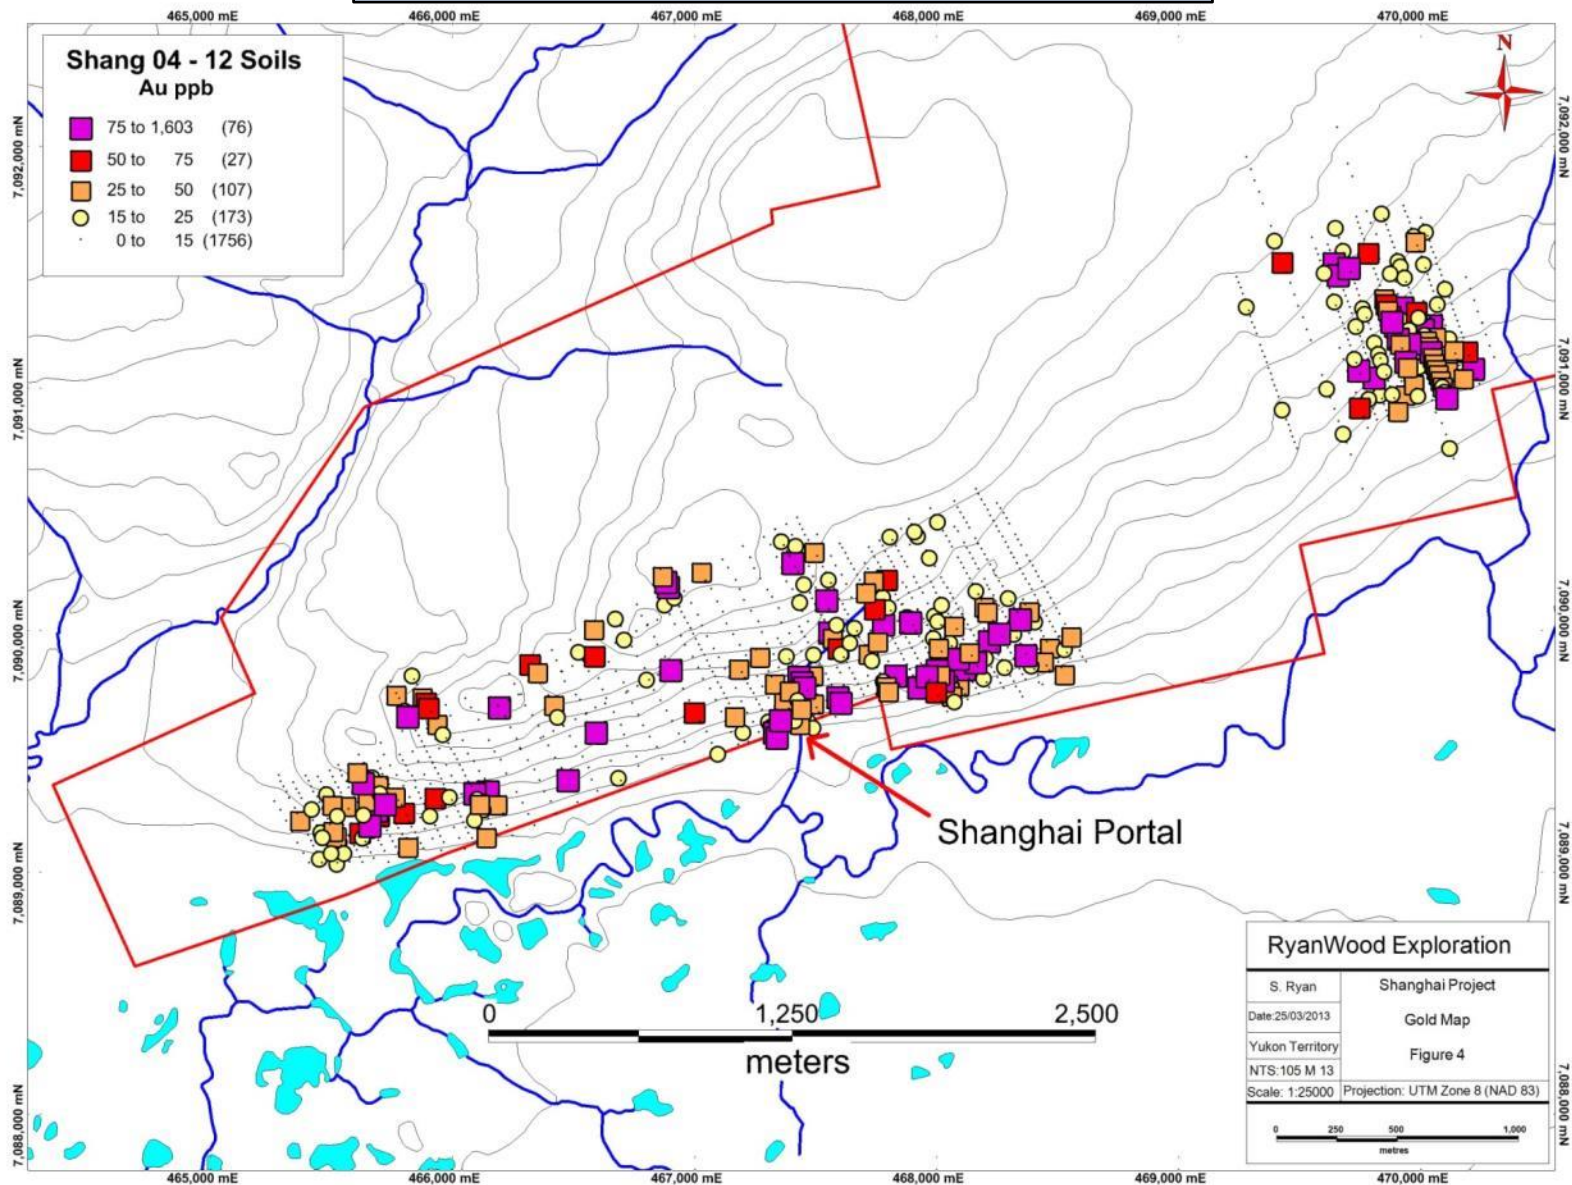 465,000 mE 466,000 mE 467,000 mE 468,000 mE 469,000 mE 470,000 mE
N
Shang 04 - 12 Soils
Au ppb
75 to 1,603 (76)
50 to 75 (27)
25 to 50 (107)
15 to 25 (173)
0 to 15 (1756)
7,092,000 mN
7,091,000 mN
7,090,000 mN
7,089,000 mN
7,088,000 mN
7,092,000 mN
7,091,000 mN
7,090,000 mN
7,089,000 mN
7,088,000 mN
Shanghai Portal
0 1,250 2,500
meters
RyanWood Exploration
S. Ryan
Date:25/03/2013
Yukon Territory
NTS:105 M 13
Scale: 1:25000
Shanghai Project
Gold Map
Figure 4
Projection: UTM Zone 8 (NAD 83)
0 250 500 1,000
metres
465,000 mE 466,000 mE 467,000 mE 468,000 mE 469,000 mE 470,000 mE